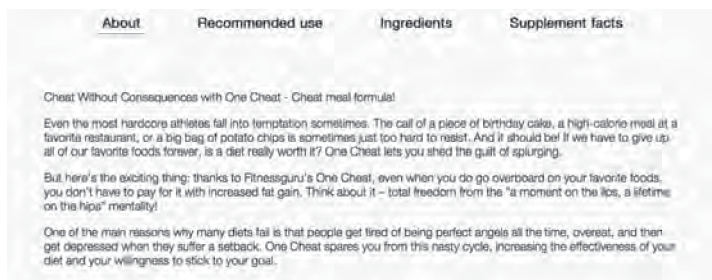 About Recommended use Ingredients Supplement facts
Cheat Without Consequences with One Cheat - Cheat meal formula!
Even the most hardcore athletes fall into temptation sometimes. The call of a piece of birthday cake, a high-calorie meal at a
favorite restaurant, or a big bag of potato chips is sometimes just too hard to resist. And it should be! If we have to give up
all of our favorite foods forever, is a diet really worth it? One Cheat lets you shed the guilt of splurging.
But here's the exciting thing: thanks to Fitnessguru's One Cheat, even when you do go overboard on your favorite foods,
you don't have to pay for it with increased fat gain. Think about it – total freedom from the "a moment on the lips, a lifetime
on the hips" mentality!
One of the main reasons why many diets fail is that people get tired of being perfect angels all the time, overeat, and then
get depressed when they suffer a setback. One Cheat spares you from this nasty cycle, increasing the effectiveness of your
diet and your willingness to stick to your goal.